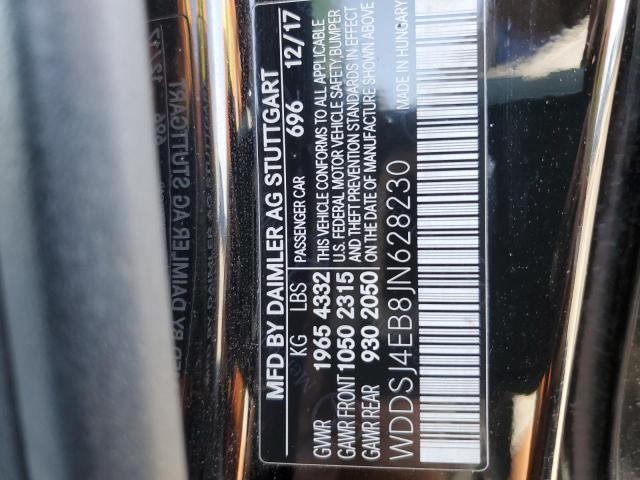 MFD BY DAIMLER AG STUTTGART
KG LBS PASSENGER CAR 696 12/17
GVWR 1965 4332 THIS VEHICLE CONFORMS TO ALL APPLICABLE
U.S. FEDERAL MOTOR VEHICLE SAFETY,BUMPER
GAWR FRONT 1050 2315 AND THEFT PREVENTION STANDARDS IN EFFECT
GAWR REAR 930 2050 ON THE DATE OF MANUFACTURE SHOWN ABOVE
WDDSJ4EB8JN628230 MADE IN HUNGARY